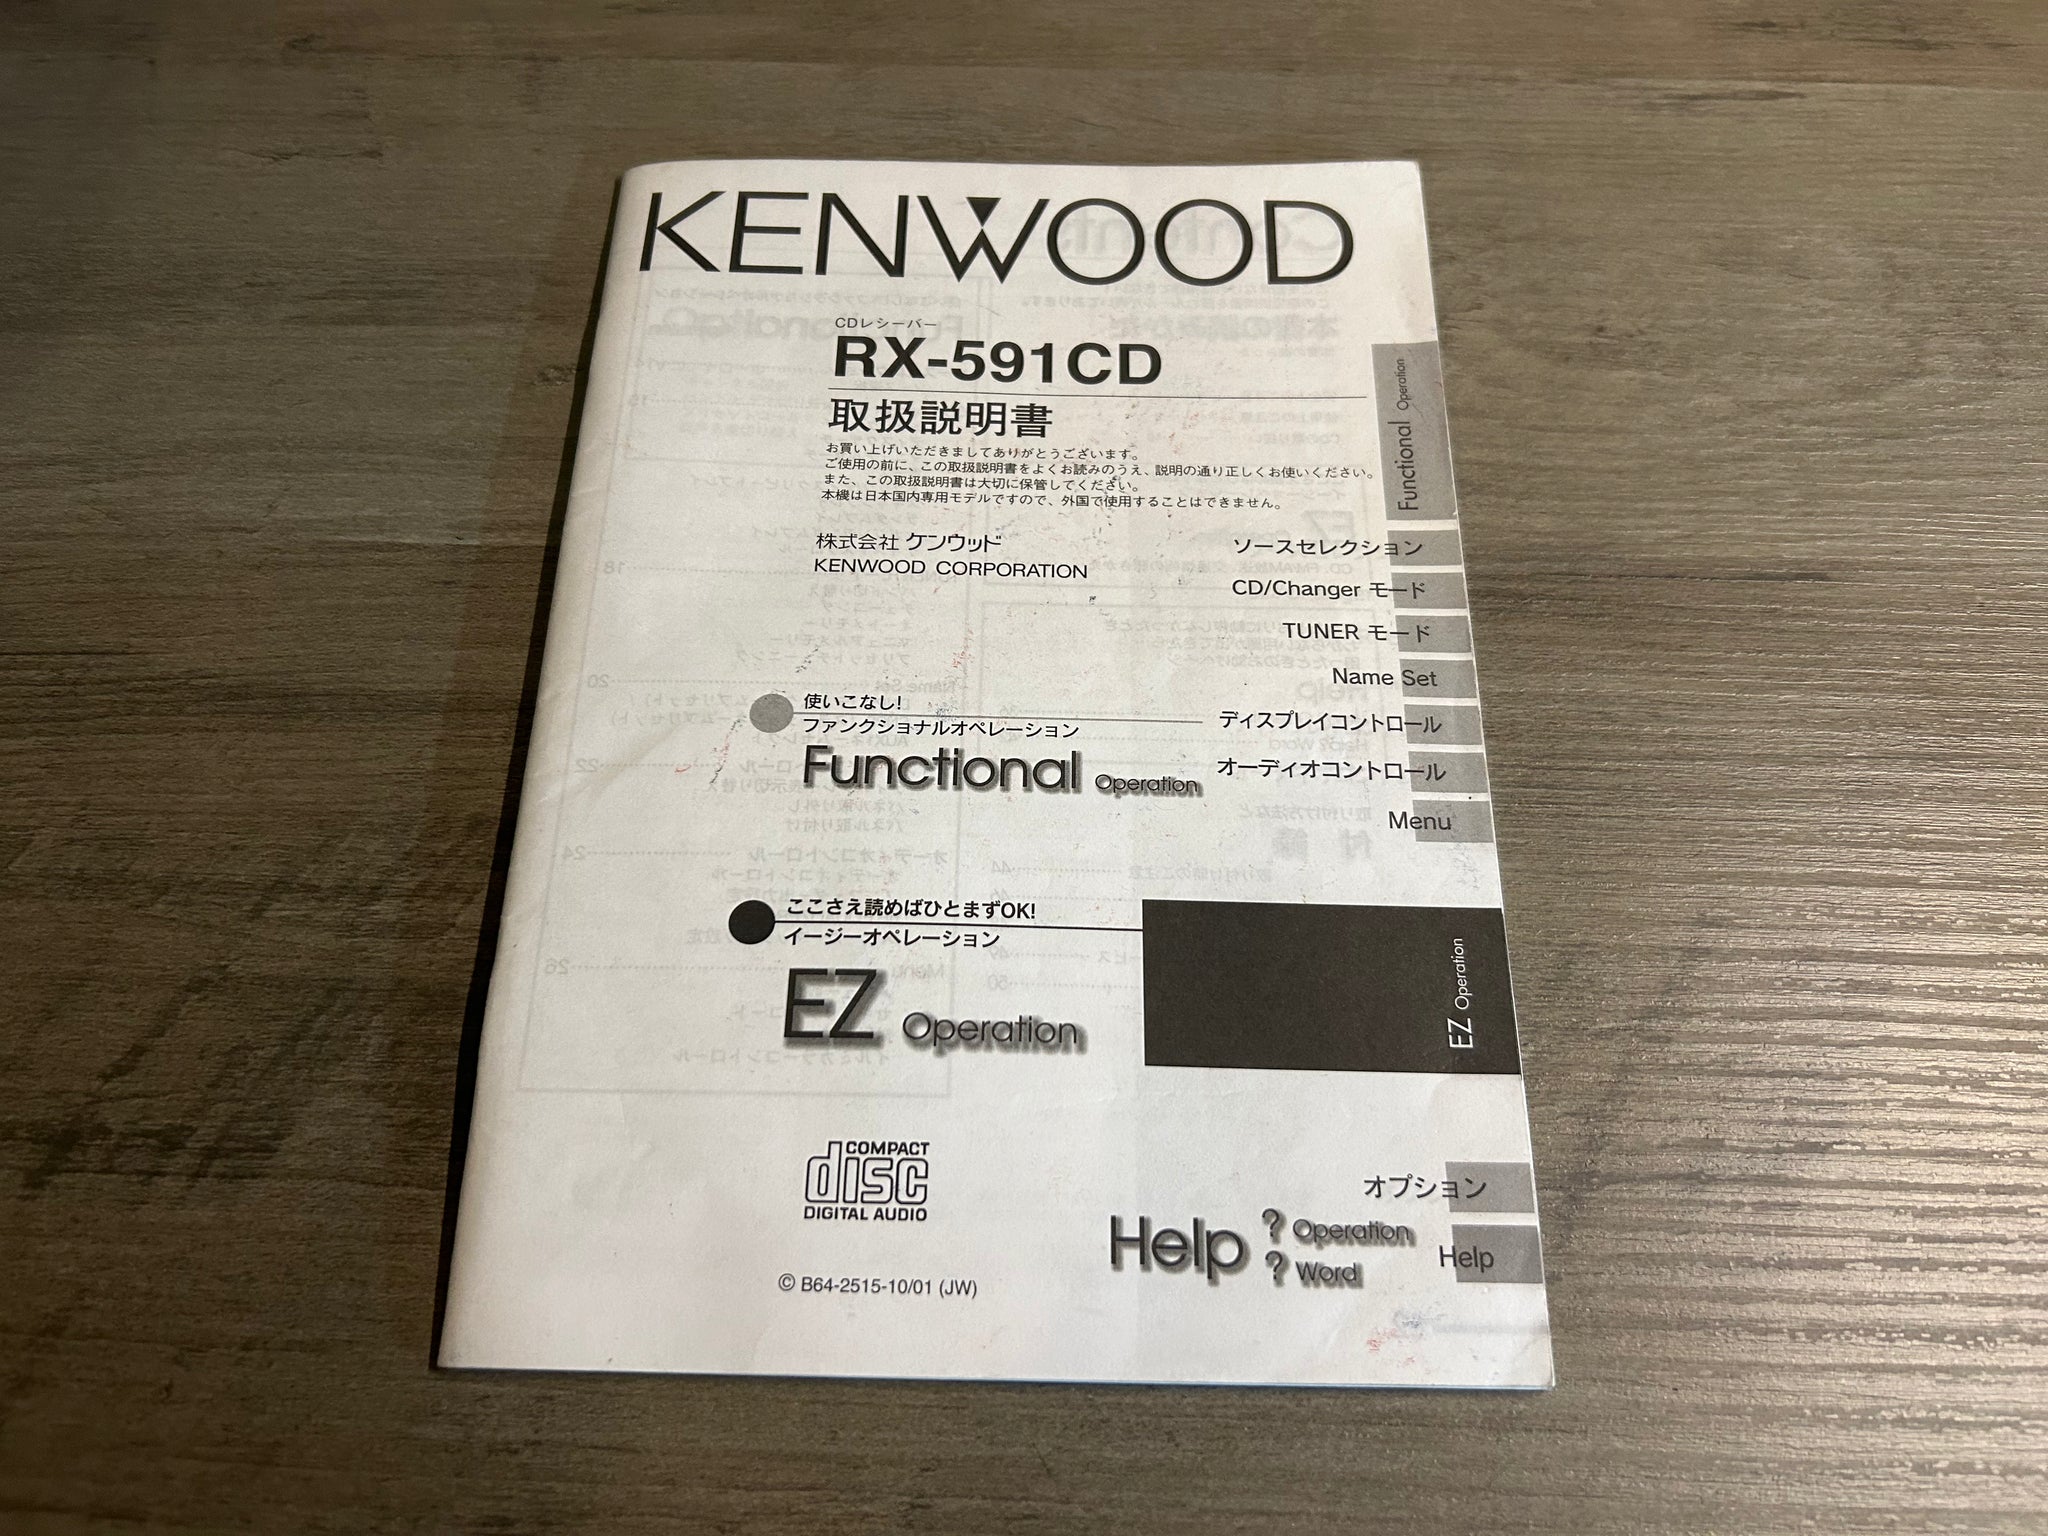 KENWOOD
CDレシーバー
RX-591CD
取扱説明書
お買い上げいただきましてありがとうございます。
ご使用の前に、この取扱説明書をよくお読みのうえ、説明の通り正しくお使いください。
また、この取扱説明書は大切に保管してください。
本機は日本国内専用モデルですので、外国で使用することはできません。
株式会社 ケンウッド
KENWOOD CORPORATION
Functional Operation
ソースセレクション
CD/Changer モード
TUNER モード
Name Set
ディスプレイコントロール
オーディオコントロール
Menu
使いこなし!
ファンクショナルオペレーション
Functional Operation
ここさえ読めばひとまずOK!
イージーオペレーション
EZ Operation
EZ Operation
COMPACT
disc
DIGITAL AUDIO
オプション
Help ? Operation
? Word
Help
© B64-2515-10/01 (JW)